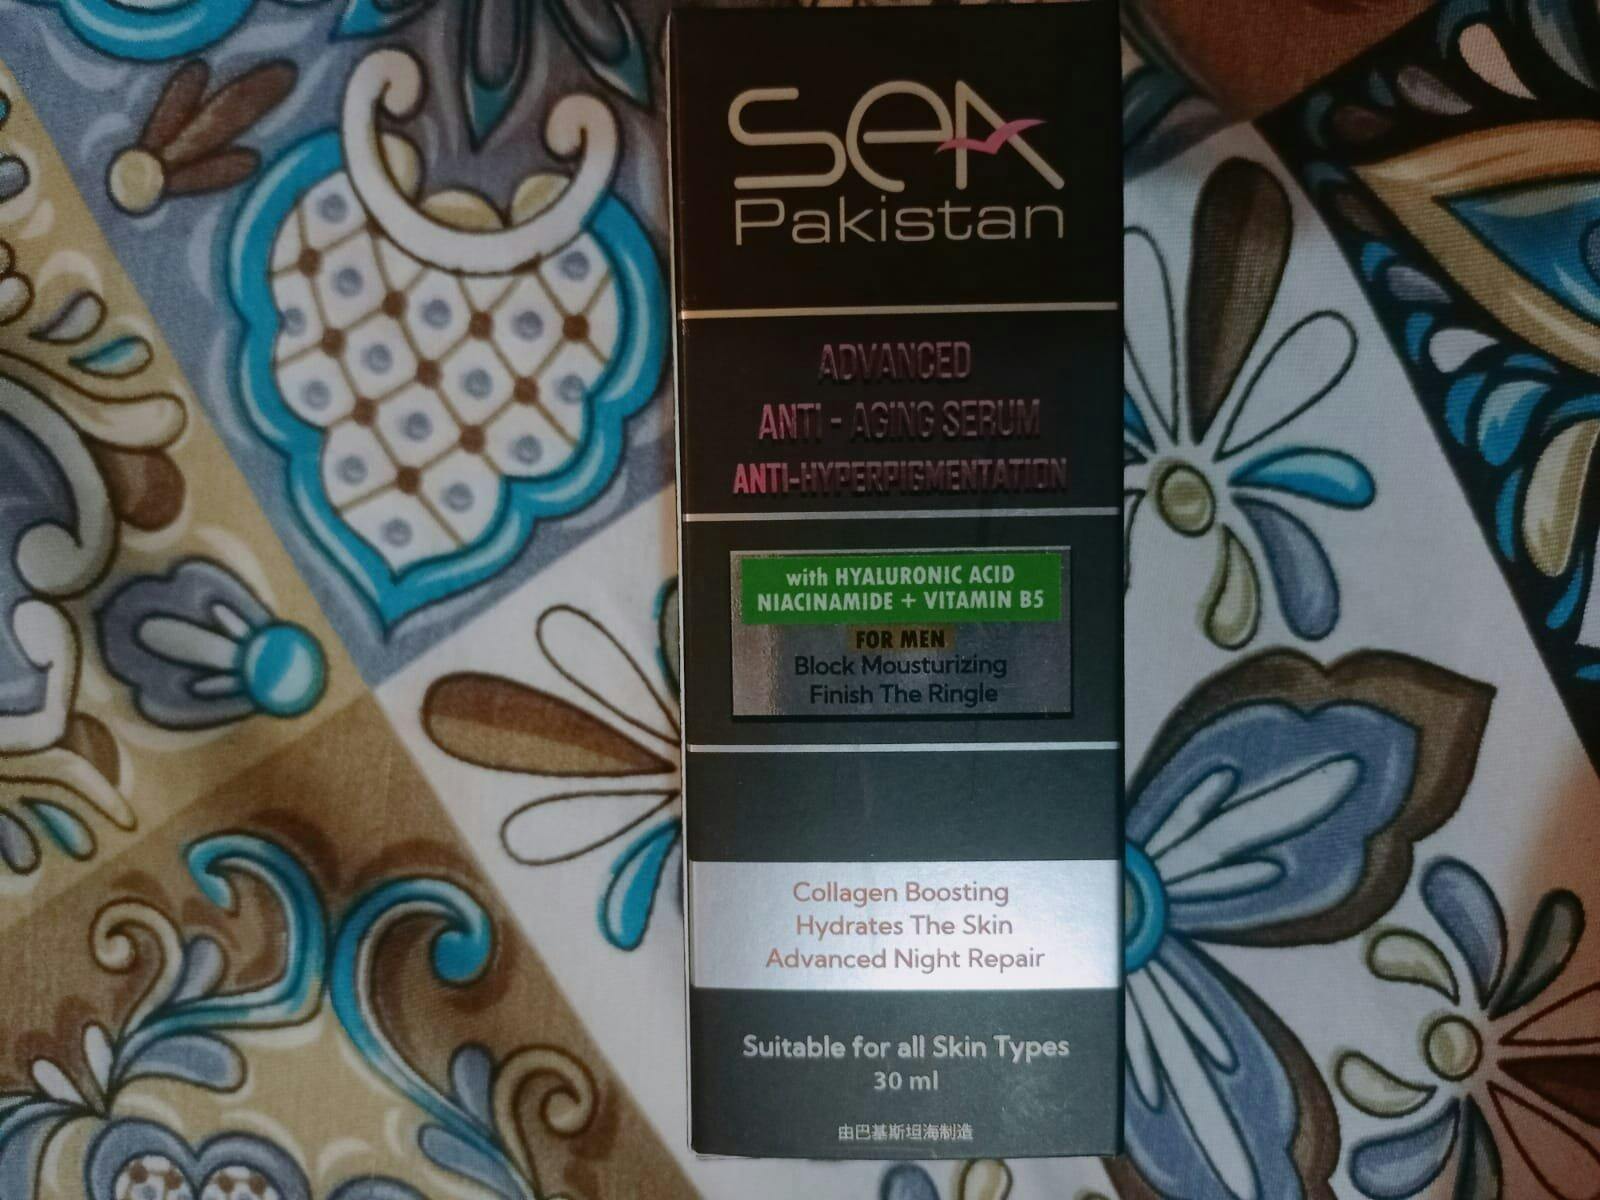 SeA
Pakistan
ADVANCED
ANTI - AGING SERUM
ANTI-HYPERPIGMENTATION
with HYALURONIC ACID
NIACINAMIDE + VITAMIN B5
FOR MEN
Block Mousturizing
Finish The Ringle
Collagen Boosting
Hydrates The Skin
Advanced Night Repair
Suitable for all Skin Types
30 ml
由巴基斯坦海制造